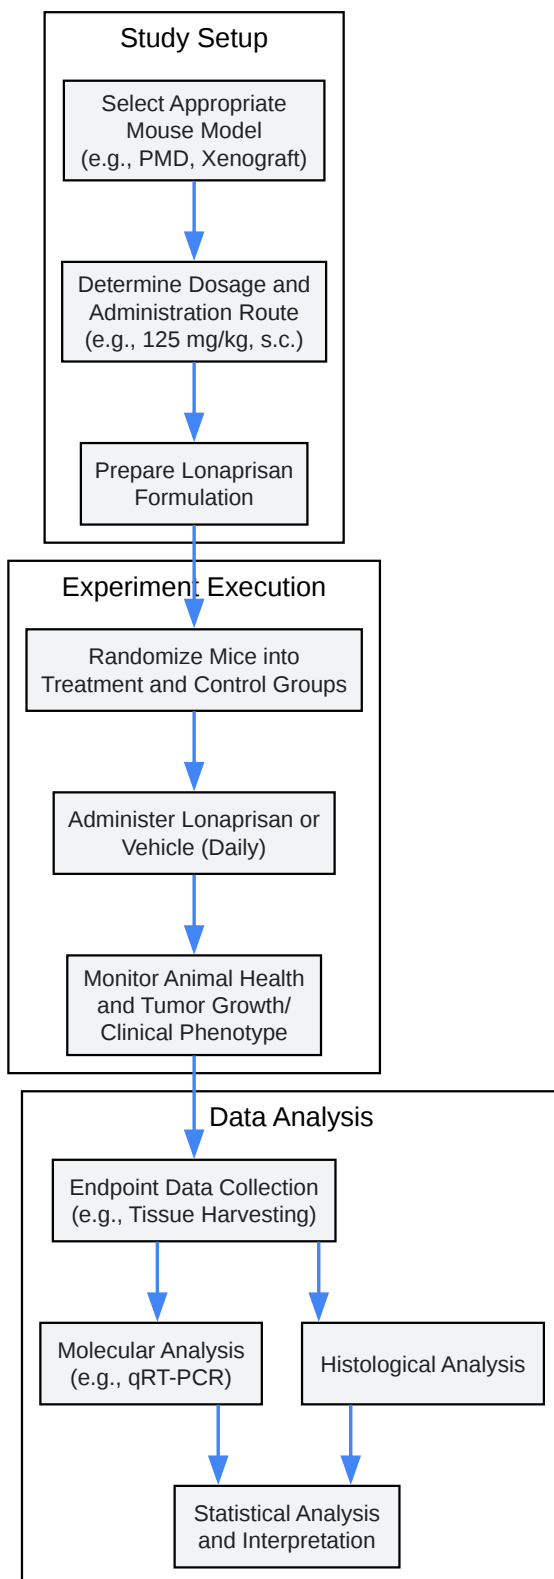 Study Setup
Select Appropriate
Mouse Model
(e.g., PMD, Xenograft)
Determine Dosage and
Administration Route
(e.g., 125 mg/kg, s.c.)
Prepare Lonaprisan
Formulation
Experiment Execution
Randomize Mice into
Treatment and Control Groups
Administer Lonaprisan or
Vehicle (Daily)
Monitor Animal Health
and Tumor Growth/
Clinical Phenotype
Data Analysis
Endpoint Data Collection
(e.g., Tissue Harvesting)
Molecular Analysis
(e.g., qRT-PCR)
Histological Analysis
Statistical Analysis
and Interpretation